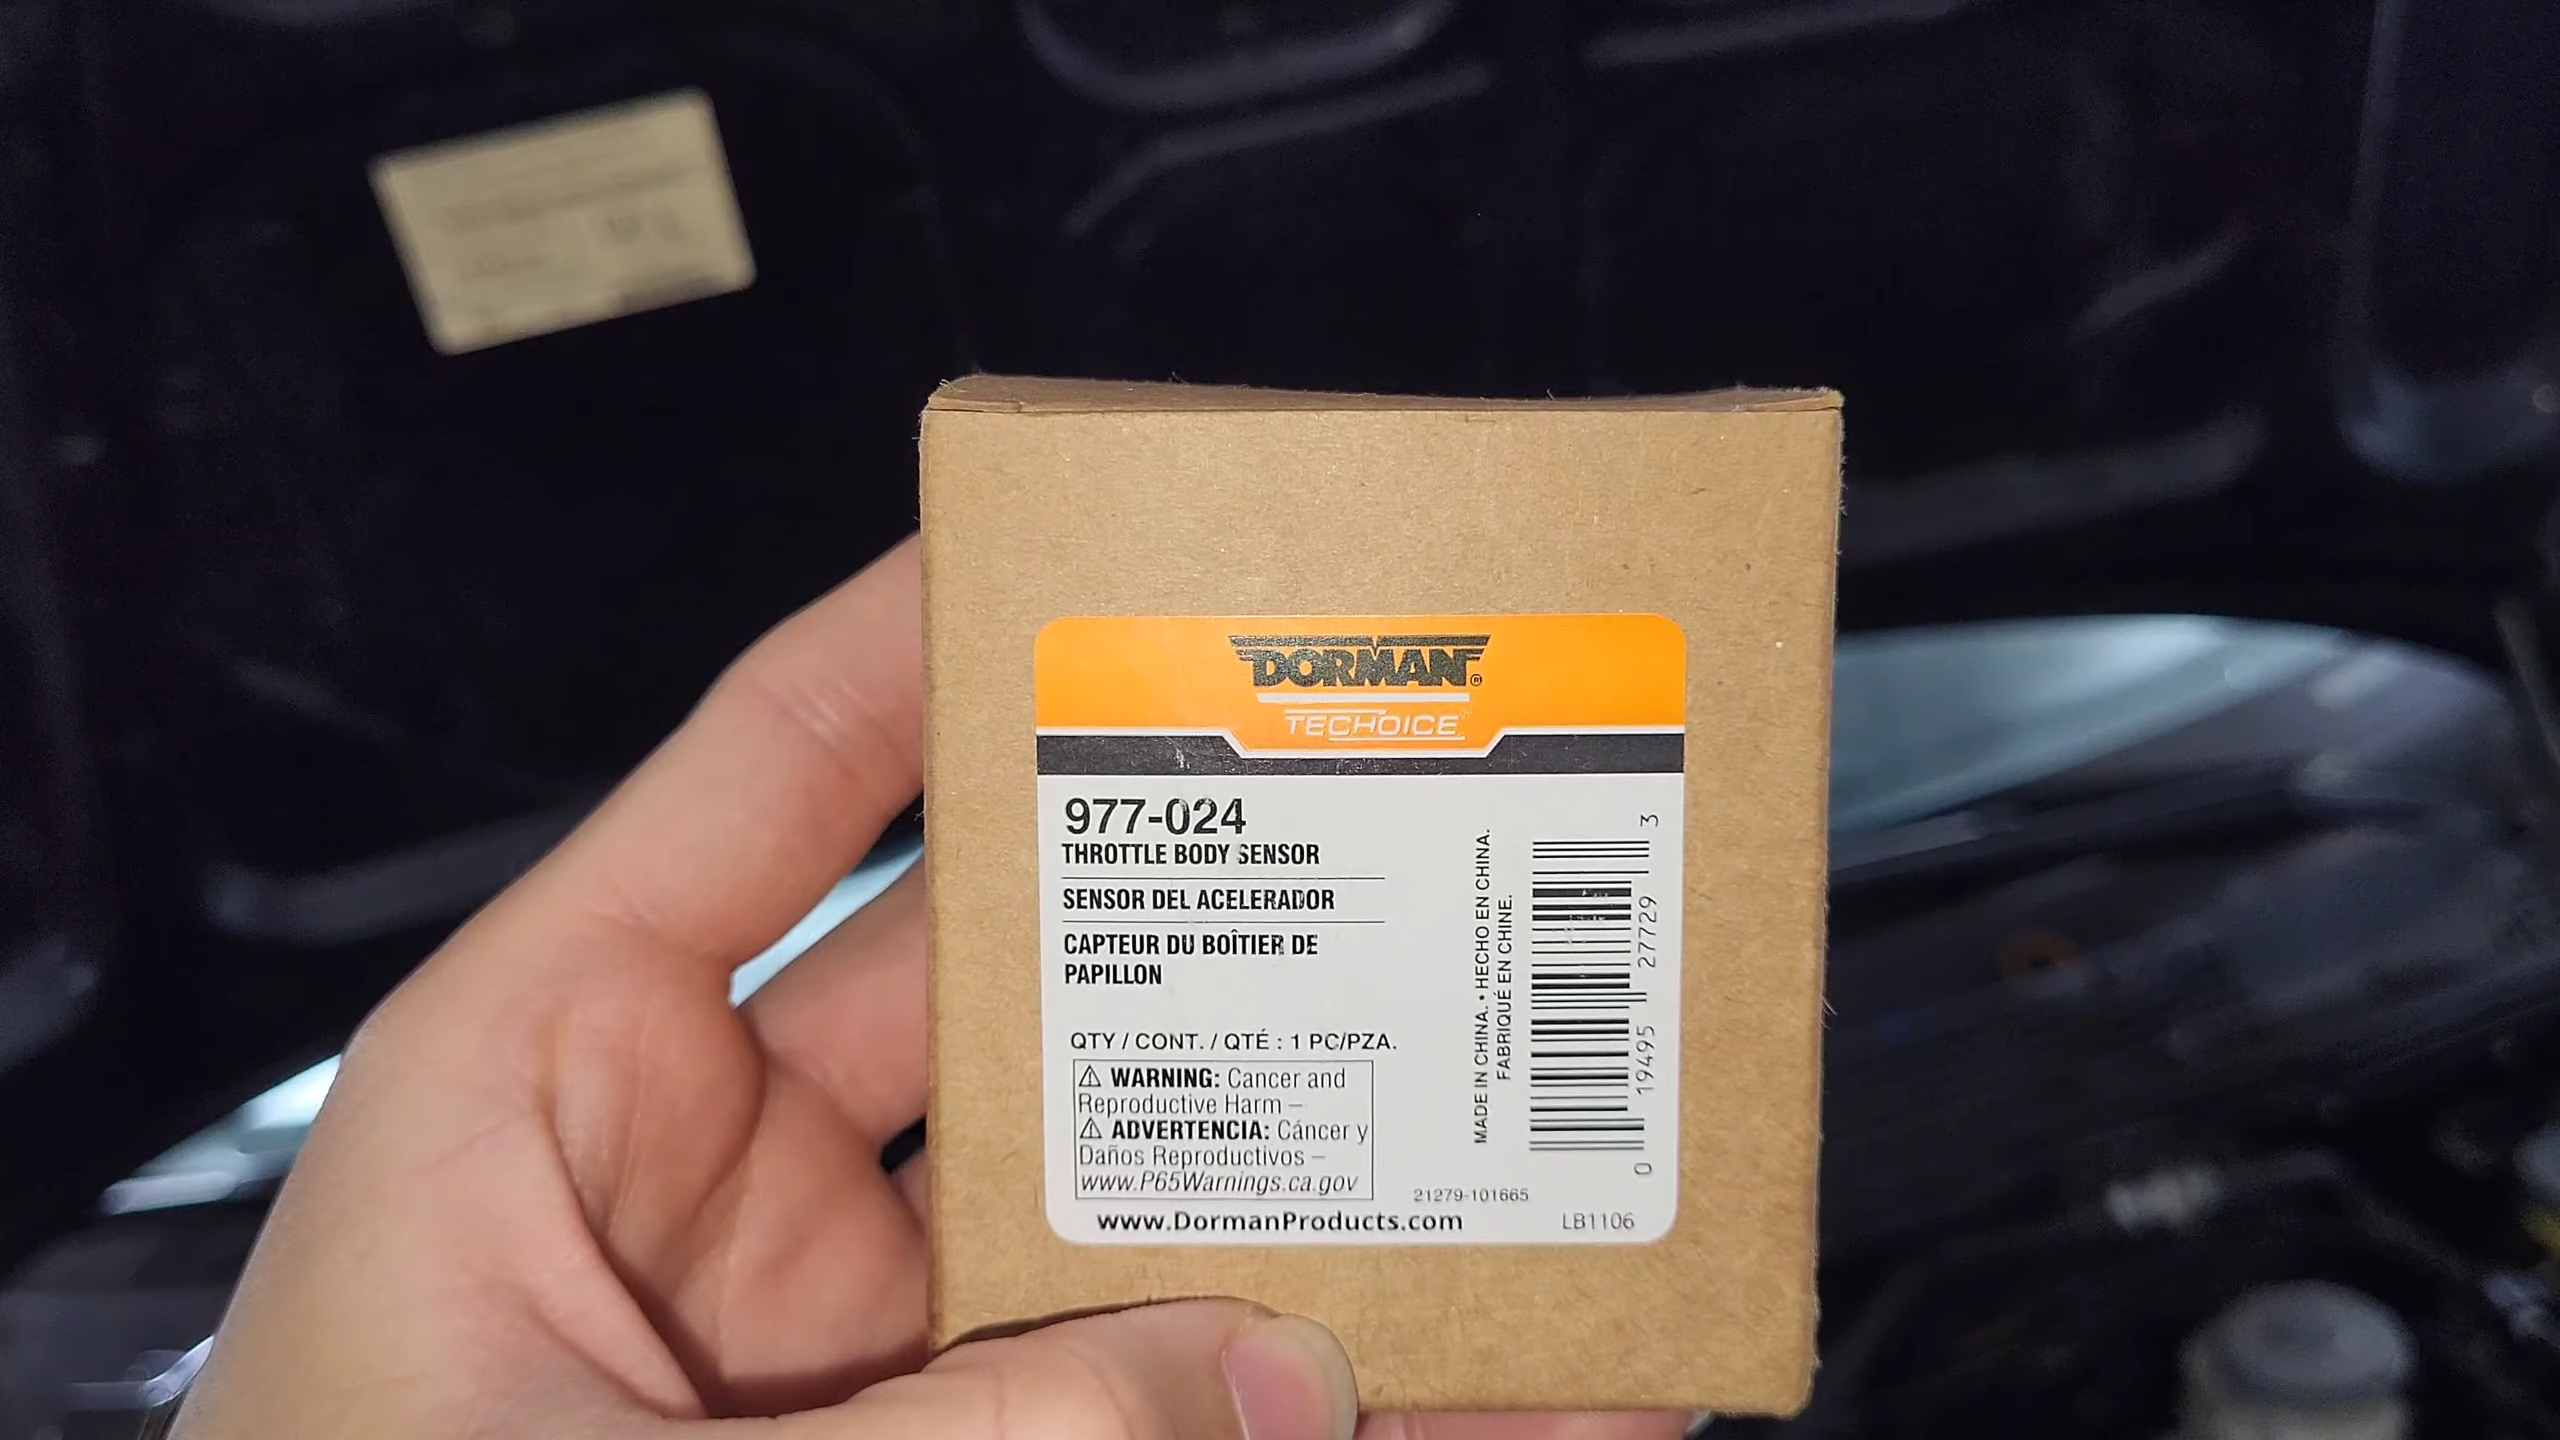 DORMAN®
TECHOICE™
977-024
THROTTLE BODY SENSOR
SENSOR DEL ACELERADOR
CAPTEUR DU BOÎTIER DE
PAPILLON
QTY / CONT. / QTÉ : 1 PC/PZA.
⚠ WARNING: Cancer and
Reproductive Harm –
⚠ ADVERTENCIA: Cáncer y
Daños Reproductivos –
www.P65Warnings.ca.gov
www.DormanProducts.com
21279-101665
LB1106
MADE IN CHINA. • HECHO EN CHINA.
FABRIQUÉ EN CHINE.
0 19495 27729 3